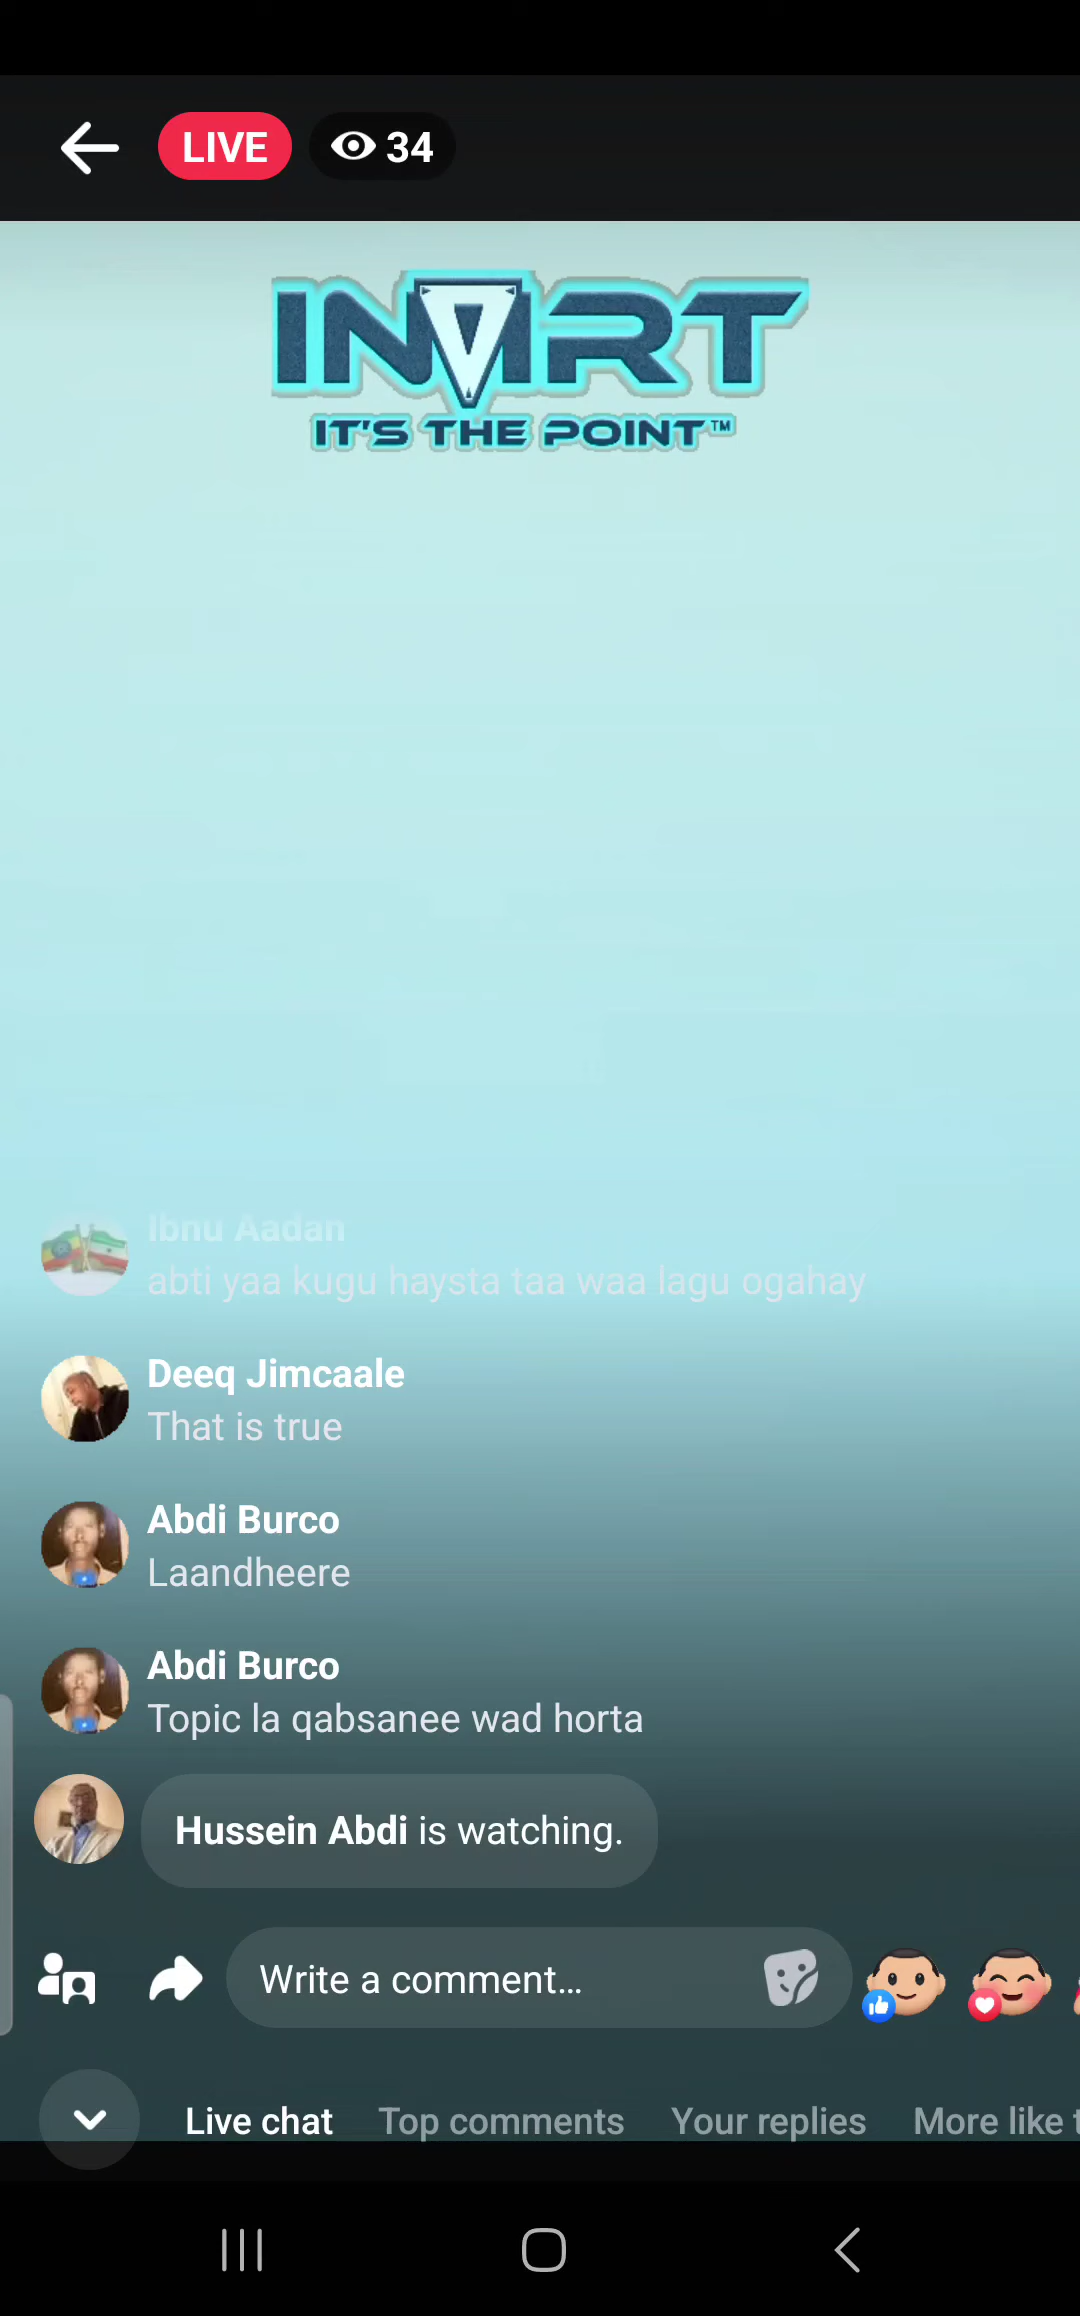 LIVE 34
INVRT
IT'S THE POINT™
Ibnu Aadan
abti yaa kugu haysta taa waa lagu ogahay
Deeq Jimcaale
That is true
Abdi Burco
Laandheere
Abdi Burco
Topic la qabsanee wad horta
Hussein Abdi is watching.
Write a comment...
Live chat Top comments Your replies More like